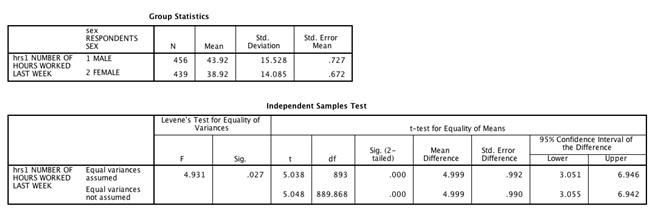 Group Statistics
sex RESPONDENTS SEX N Mean Std. Deviation Std. Error Mean
hrs1 NUMBER OF HOURS WORKED LAST WEEK 1 MALE 456 43.92 15.528 .727
2 FEMALE 439 38.92 14.085 .672
Independent Samples Test
Levene's Test for Equality of Variances t-test for Equality of Means
95% Confidence Interval of the Difference
F Sig. t df Sig. (2-tailed) Mean Difference Std. Error Difference Lower Upper
hrs1 NUMBER OF HOURS WORKED LAST WEEK Equal variances assumed 4.931 .027 5.038 893 .000 4.999 .992 3.051 6.946
Equal variances not assumed 5.048 889.868 .000 4.999 .990 3.055 6.942